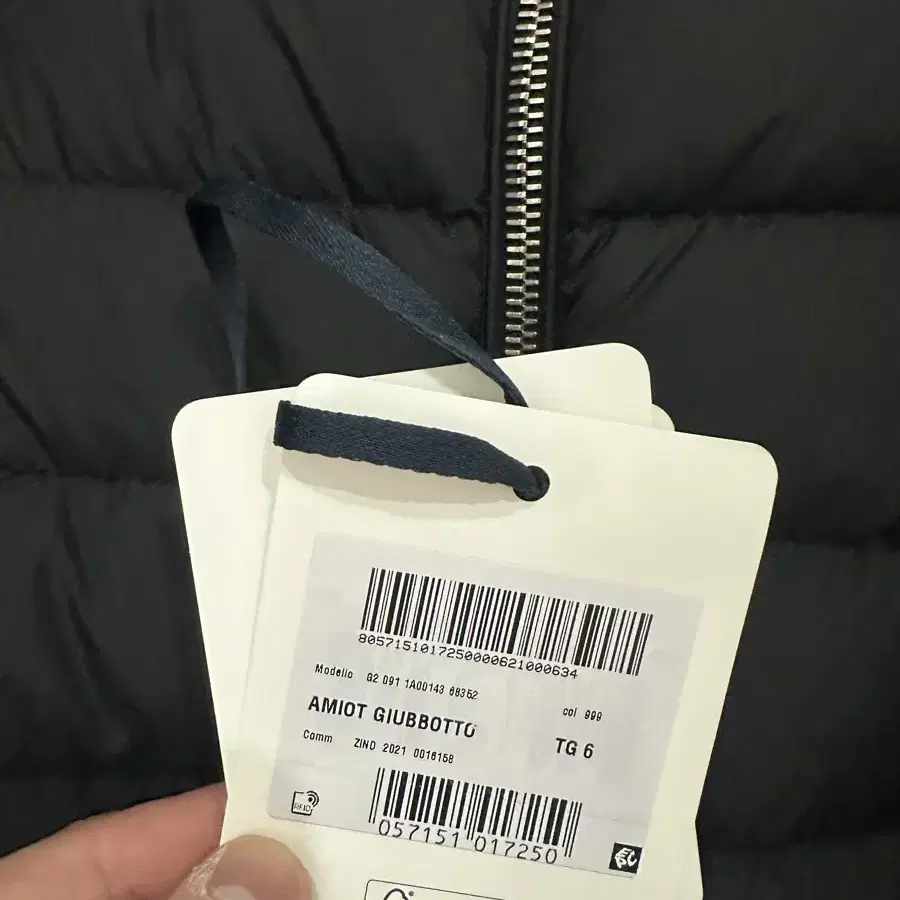 8057151017250000621000634
Modello G2 091 1A00143 68352 col 999
AMIOT GIUBBOTTO TG 6
Comm ZIND 2021 0016158
RFID
057151 017250